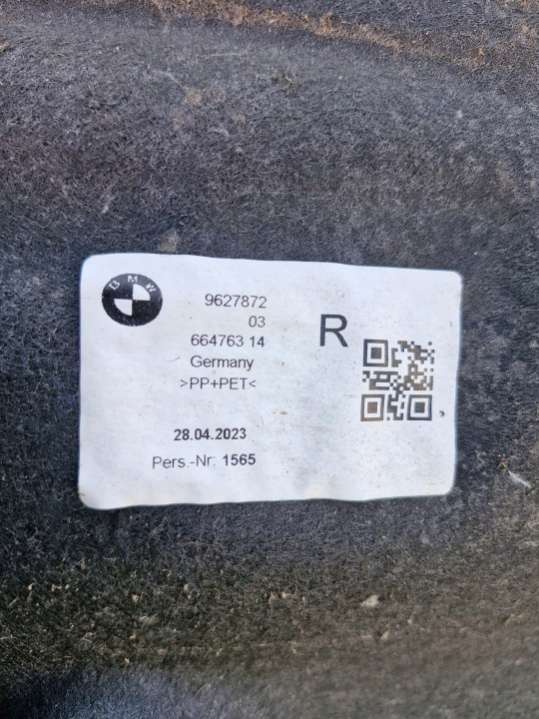 BMW
9627872
03
664763 14
Germany
>PP+PET<
R
28.04.2023
Pers.-Nr: 1565